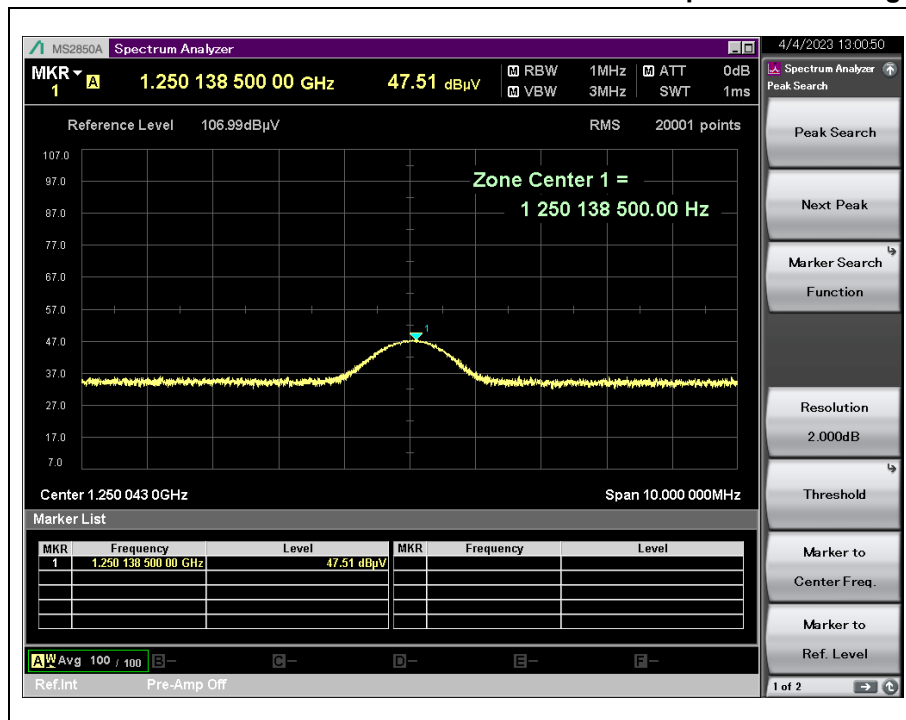 MS2850A Spectrum Analyzer
4/4/2023 13:00:50
MKR 1 A 1.250 138 500 00 GHz 47.51 dBµV
M RBW 1MHz M ATT 0dB
M VBW 3MHz SWT 1ms
Reference Level 106.99dBµV RMS 20001 points
107.0
97.0
87.0
77.0
67.0
57.0
47.0
37.0
27.0
17.0
7.0
Zone Center 1 =
1 250 138 500.00 Hz
1
Center 1.250 043 0GHz Span 10.000 000MHz
Marker List
MKR Frequency Level MKR Frequency Level
1 1.250 138 500 00 GHz 47.51 dBµV
A W Avg 100 / 100 B- C- D- E- F-
Ref.Int Pre-Amp Off
Spectrum Analyzer
Peak Search
Peak Search
Next Peak
Marker Search
Function
Resolution
2.000dB
Threshold
Marker to
Center Freq.
Marker to
Ref. Level
1 of 2